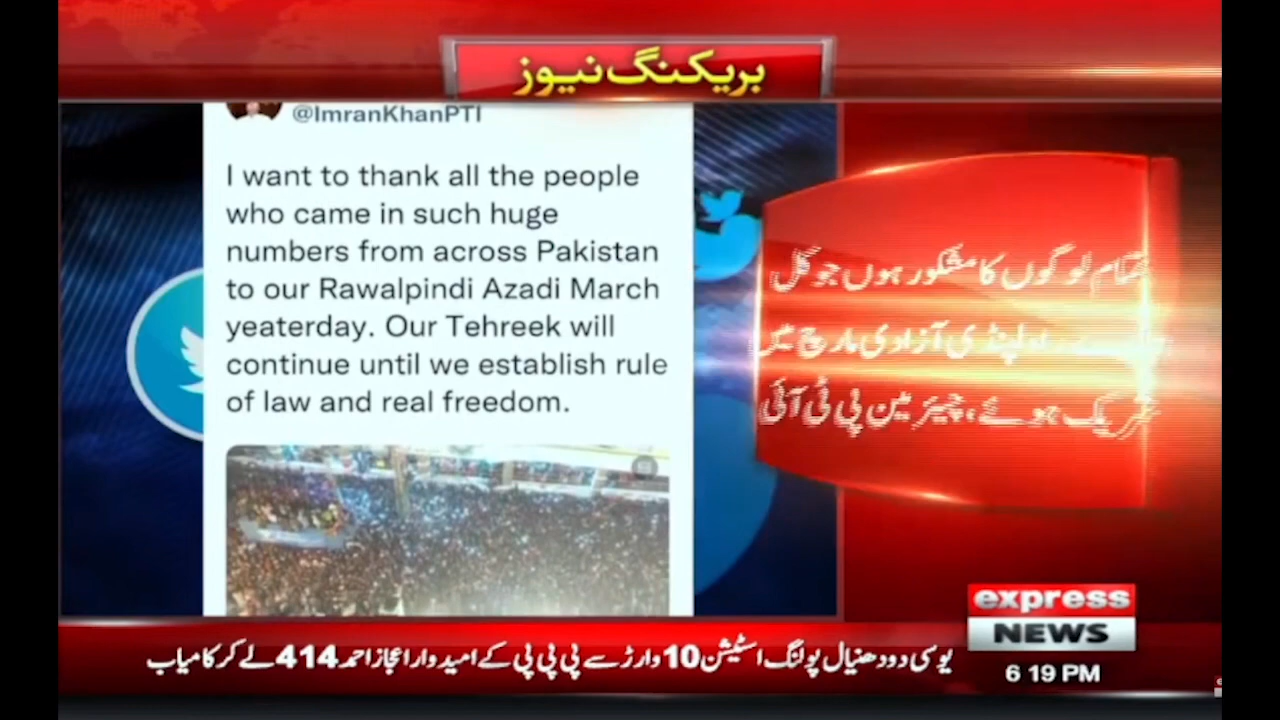 بریکنگ نیوز
@ImranKhanPTI
I want to thank all the people
who came in such huge
numbers from across Pakistan
to our Rawalpindi Azadi March
yeaterday. Our Tehreek will
continue until we establish rule
of law and real freedom.
تمام لوگوں کا مشکور ہوں جو کل
راولپنڈی آزادی مارچ میں
شریک ہوئے، چیئرمین پی ٹی آئی
express
NEWS
6:19 PM
یوسی دودھنیال پولنگ اسٹیشن 10 وارڑ سے پی پی پی کے امیدوار اعجاز احمد 414 لے کر کامیاب